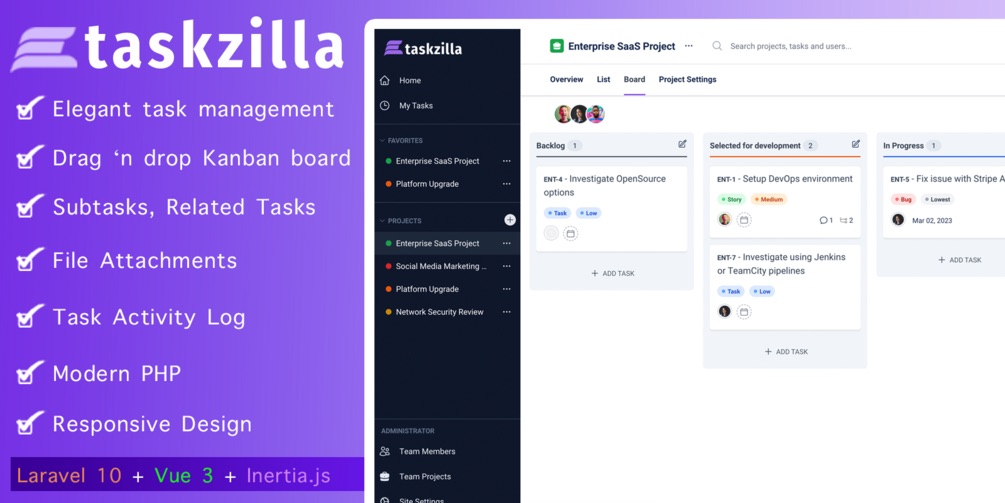 taskzilla
Elegant task management
Drag ‘n drop Kanban board
Subtasks, Related Tasks
File Attachments
Task Activity Log
Modern PHP
Responsive Design
Laravel 10 + Vue 3 + Inertia.js
taskzilla
Home
My Tasks
FAVORITES
Enterprise SaaS Project
Platform Upgrade
PROJECTS
Enterprise SaaS Project
Social Media Marketing ...
Platform Upgrade
Network Security Review
ADMINISTRATOR
Team Members
Team Projects
Site Settings
Enterprise SaaS Project
Search projects, tasks and users...
Overview List Board Project Settings
Backlog 1
ENT-4 - Investigate OpenSource
options
Task Low
+ ADD TASK
Selected for development 2
ENT-1 - Setup DevOps environment
Story Medium
1 2
ENT-7 - Investigate using Jenkins
or TeamCity pipelines
Task Low
+ ADD TASK
In Progress 1
ENT-5 - Fix issue with Stripe A
Bug Lowest
Mar 02, 2023
+ ADD TASK